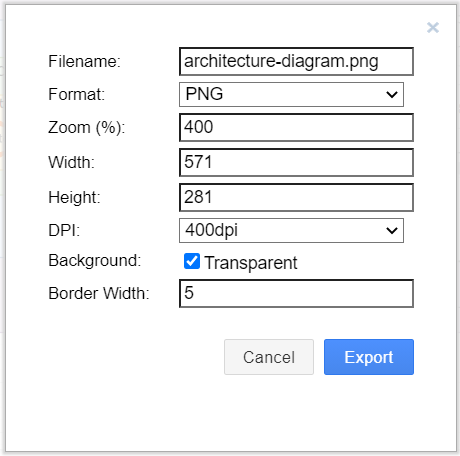 Filename: architecture-diagram.png
Format: PNG
Zoom (%): 400
Width: 571
Height: 281
DPI: 400dpi
Background: Transparent
Border Width: 5
Cancel Export